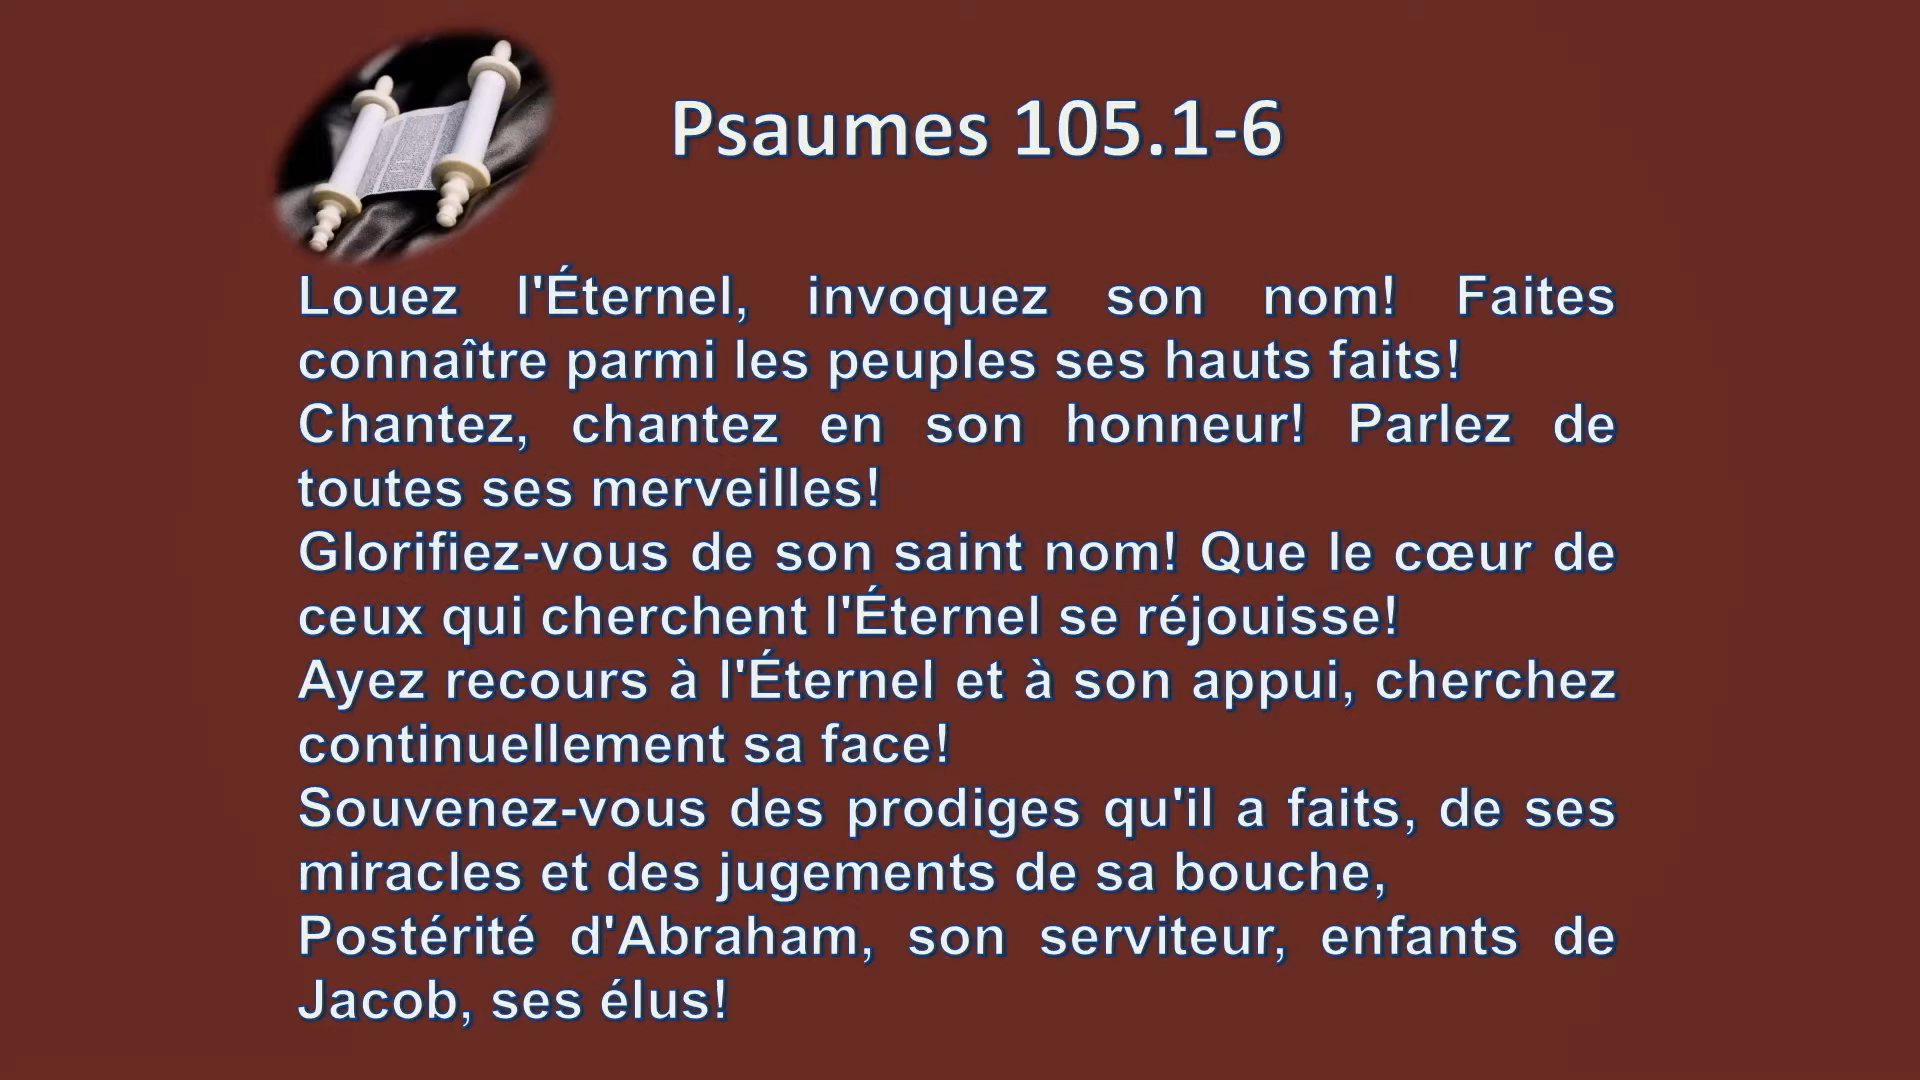 Psaumes 105.1-6
Louez l'Éternel, invoquez son nom! Faites
connaître parmi les peuples ses hauts faits!
Chantez, chantez en son honneur! Parlez de
toutes ses merveilles!
Glorifiez-vous de son saint nom! Que le cœur de
ceux qui cherchent l'Éternel se réjouisse!
Ayez recours à l'Éternel et à son appui, cherchez
continuellement sa face!
Souvenez-vous des prodiges qu'il a faits, de ses
miracles et des jugements de sa bouche,
Postérité d'Abraham, son serviteur, enfants de
Jacob, ses élus!